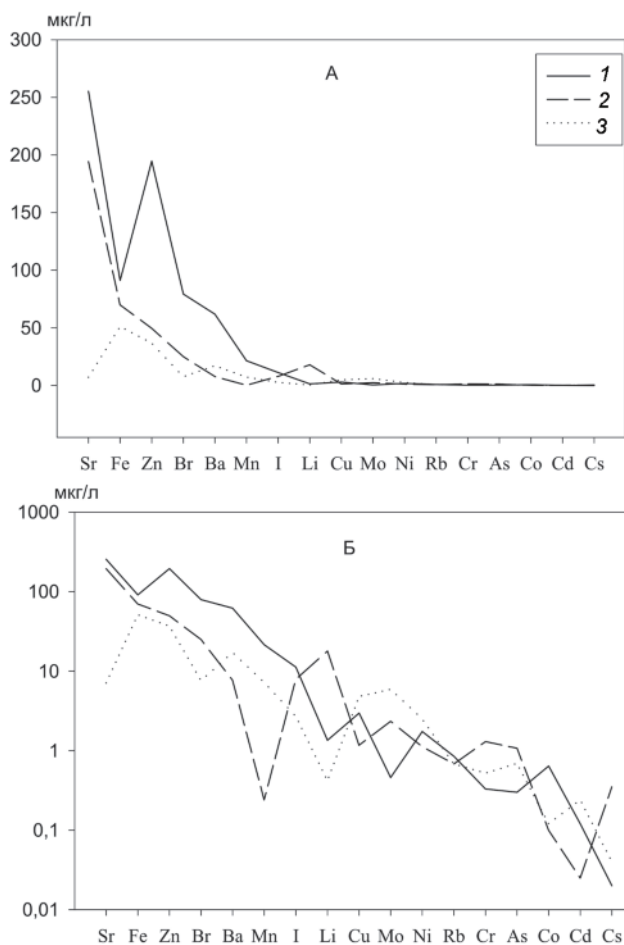 мкг/л
300
А
1
2
3
250
200
150
100
50
0
Sr Fe Zn Br Ba Mn I Li Cu Mo Ni Rb Cr As Co Cd Cs
мкг/л
1000
Б
100
10
1
0,1
0,01
Sr Fe Zn Br Ba Mn I Li Cu Mo Ni Rb Cr As Co Cd Cs